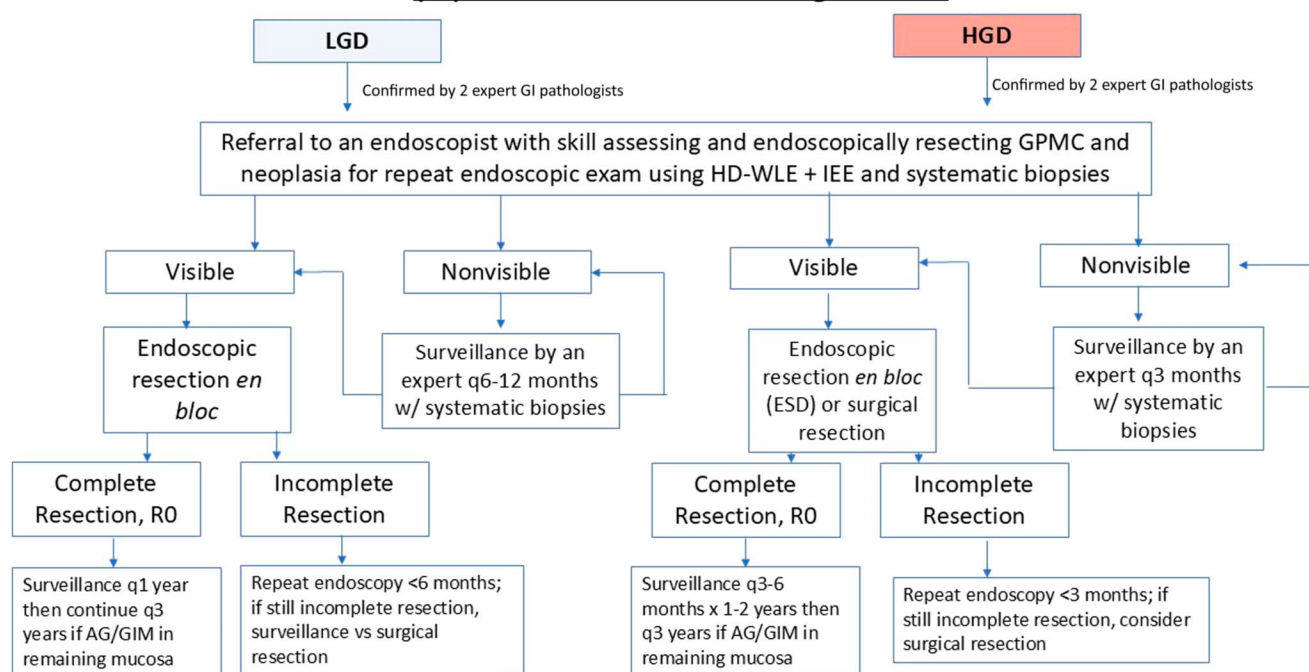 LGD
HGD
Confirmed by 2 expert GI pathologists
Confirmed by 2 expert GI pathologists
Referral to an endoscopist with skill assessing and endoscopically resecting GPMC and
neoplasia for repeat endoscopic exam using HD-WLE + IEE and systematic biopsies
Visible
Nonvisible
Visible
Nonvisible
Endoscopic
resection en
bloc
Surveillance by an
expert q6-12 months
w/ systematic biopsies
Endoscopic
resection en bloc
(ESD) or surgical
resection
Surveillance by an
expert q3 months
w/ systematic
biopsies
Complete
Resection, R0
Incomplete
Resection
Complete
Resection, R0
Incomplete
Resection
Surveillance q1 year
then continue q3
years if AG/GIM in
remaining mucosa
Repeat endoscopy <6 months;
if still incomplete resection,
surveillance vs surgical
resection
Surveillance q3-6
months x 1-2 years then
q3 years if AG/GIM in
remaining mucosa
Repeat endoscopy <3 months; if
still incomplete resection, consider
surgical resection